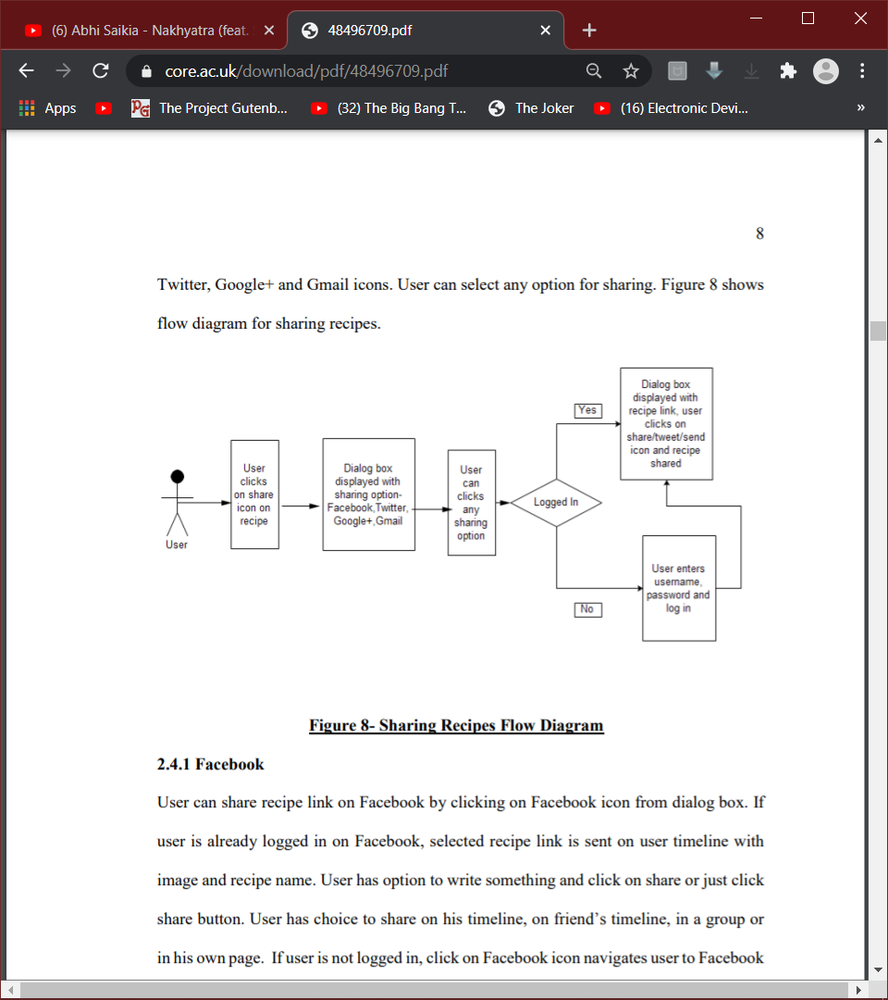 (6) Abhi Saikia - Nakhyatra (feat.
48496709.pdf
core.ac.uk/download/pdf/48496709.pdf
Apps
PG
The Project Gutenb...
(32) The Big Bang T...
The Joker
(16) Electronic Devi...
8
Twitter, Google+ and Gmail icons. User can select any option for sharing. Figure 8 shows
flow diagram for sharing recipes.
User
User
clicks
on share
icon on
recipe
Dialog box
displayed with
sharing option-
Facebook,Twitter,
Google+,Gmail
User
can
clicks
any
sharing
option
Logged In
Yes
Dialog box
displayed with
recipe link, user
clicks on
share/tweet/send
icon and recipe
shared
No
User enters
username,
password and
log in
Figure 8- Sharing Recipes Flow Diagram
2.4.1 Facebook
User can share recipe link on Facebook by clicking on Facebook icon from dialog box. If
user is already logged in on Facebook, selected recipe link is sent on user timeline with
image and recipe name. User has option to write something and click on share or just click
share button. User has choice to share on his timeline, on friend's timeline, in a group or
in his own page.  If user is not logged in, click on Facebook icon navigates user to Facebook